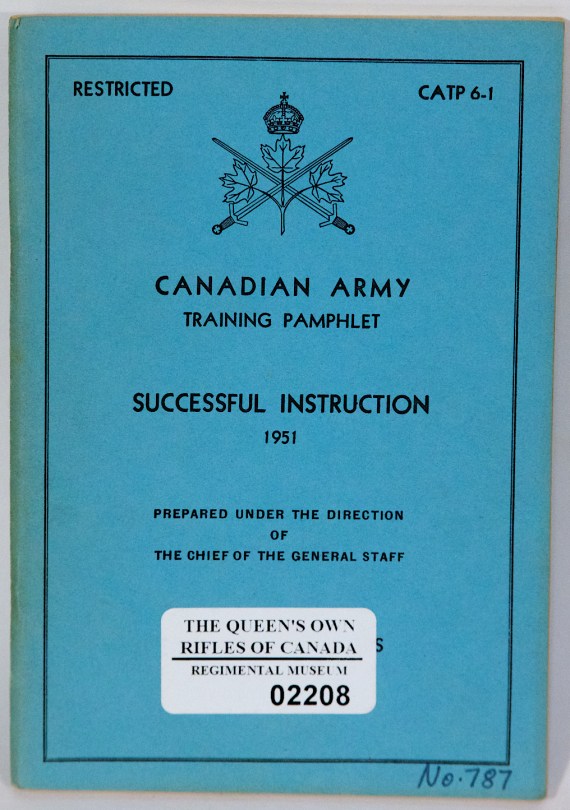 RESTRICTED CATP 6-1
CANADIAN ARMY
TRAINING PAMPHLET
SUCCESSFUL INSTRUCTION
1951
PREPARED UNDER THE DIRECTION
OF
THE CHIEF OF THE GENERAL STAFF
THE QUEEN'S OWN
RIFLES OF CANADA
REGIMENTAL MUSEUM
02208
No. 787